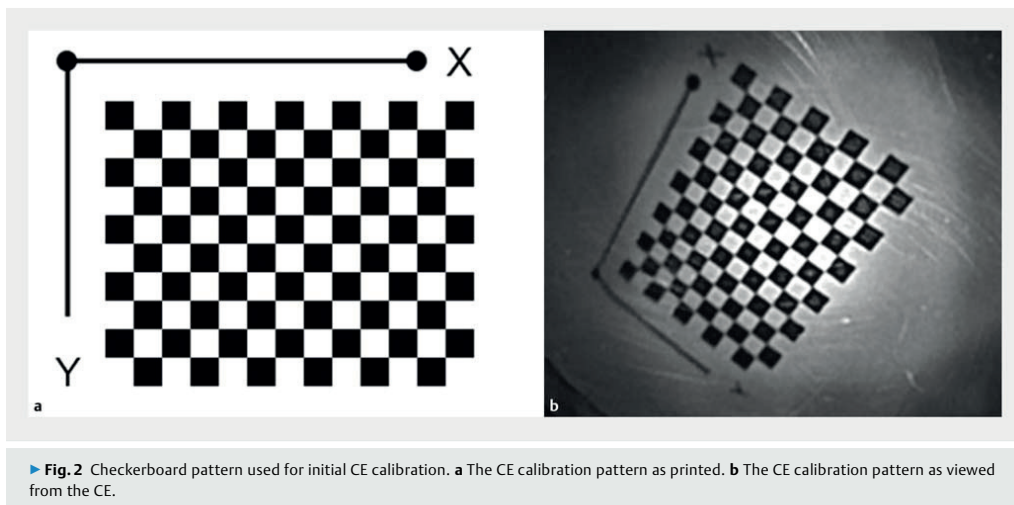 X
Y
a
X
b
▶ Fig. 2 Checkerboard pattern used for initial CE calibration. a The CE calibration pattern as printed. b The CE calibration pattern as viewed
from the CE.